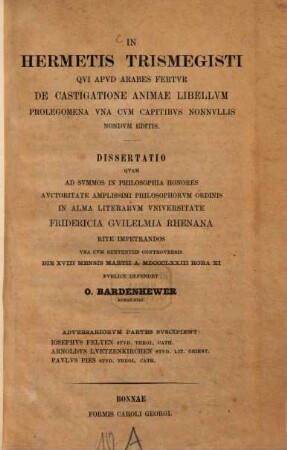 IN
HERMETIS TRISMEGISTI
QVI APVD ARABES FERTVR
DE CASTIGATIONE ANIMAE LIBELLVM
PROLEGOMENA VNA CVM CAPITIBVS NONNVLLIS
NONDVM EDITIS.
DISSERTATIO
QVAM
AD SVMMOS IN PHILOSOPHIA HONORES
AVCTORITATE AMPLISSIMI PHILOSOPHORVM ORDINIS
IN ALMA LITERARVM VNIVERSITATE
FRIDERICIA GVILELMIA RHENANA
RITE IMPETRANDOS
VNA CVM SENTENTIIS CONTROVERSIS
DIE XVIII MENSIS MARTII A. MDCCCLXXIII HORA XI
PVBLICE DEFENDET
O. BARDENHEWER
ADVERSARIORVM PARTES SVSCIPIENT:
IOSEPHVS FELTEN STVD. THEOL. CATH.
ARNOLDVS LVETZENKIRCHEN STVD. LIT. ORIENT.
PAVLVS PIES STVD. THEOL. CATH.
BONNAE
FORMIS CAROLI GEORGI.